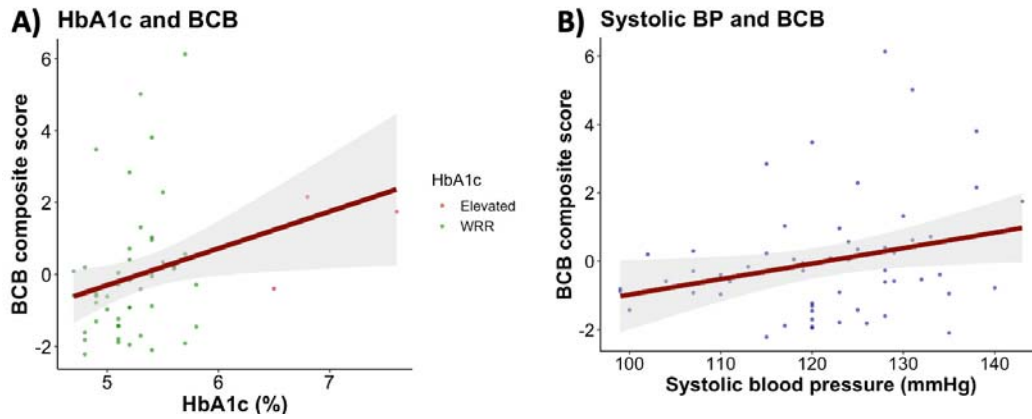 A) HbA1c and BCB
BCB composite score
6
4
2
0
-2
5
6
7
HbA1c (%)
HbA1c
Elevated
WRR
B) Systolic BP and BCB
BCB composite score
6
4
2
0
-2
100
110
120
130
140
Systolic blood pressure (mmHg)